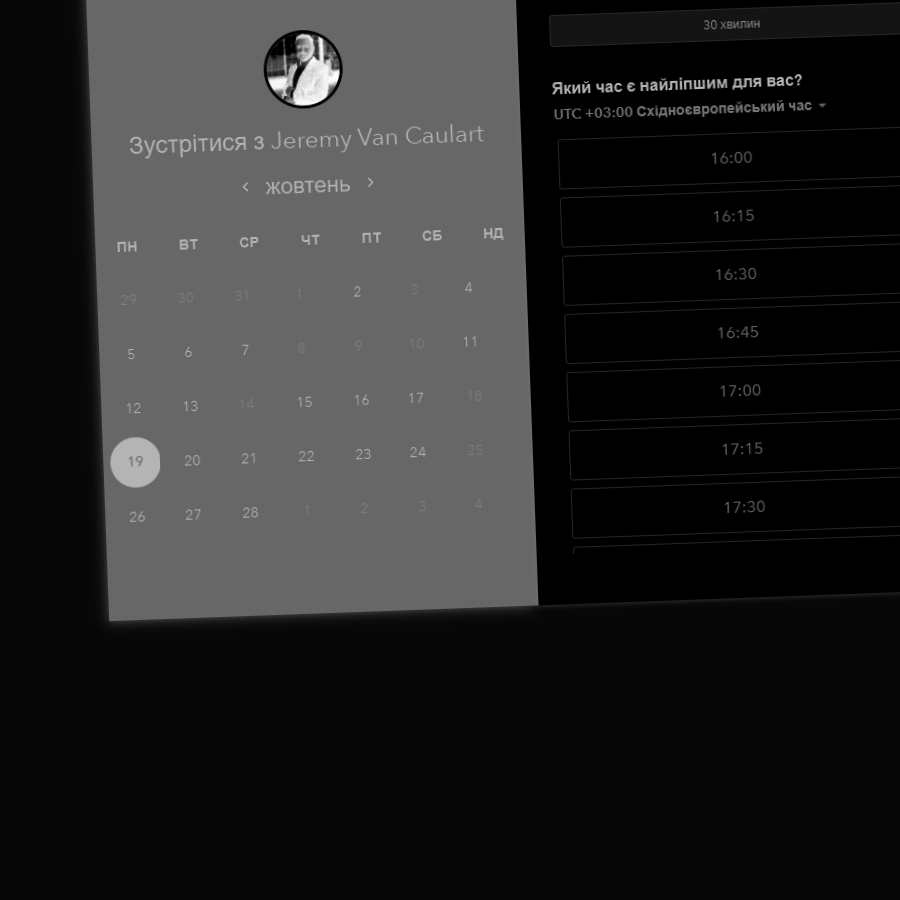 Зустрітися з Jeremy Van Caulart
< жовтень >
ПН ВТ СР ЧТ ПТ СБ НД
29 30 31 1 2 3 4
5 6 7 8 9 10 11
12 13 14 15 16 17 18
19 20 21 22 23 24 25
26 27 28 1 2 3 4
30 хвилин
Який час є найліпшим для вас?
UTC +03:00 Східноєвропейський час
16:00
16:15
16:30
16:45
17:00
17:15
17:30